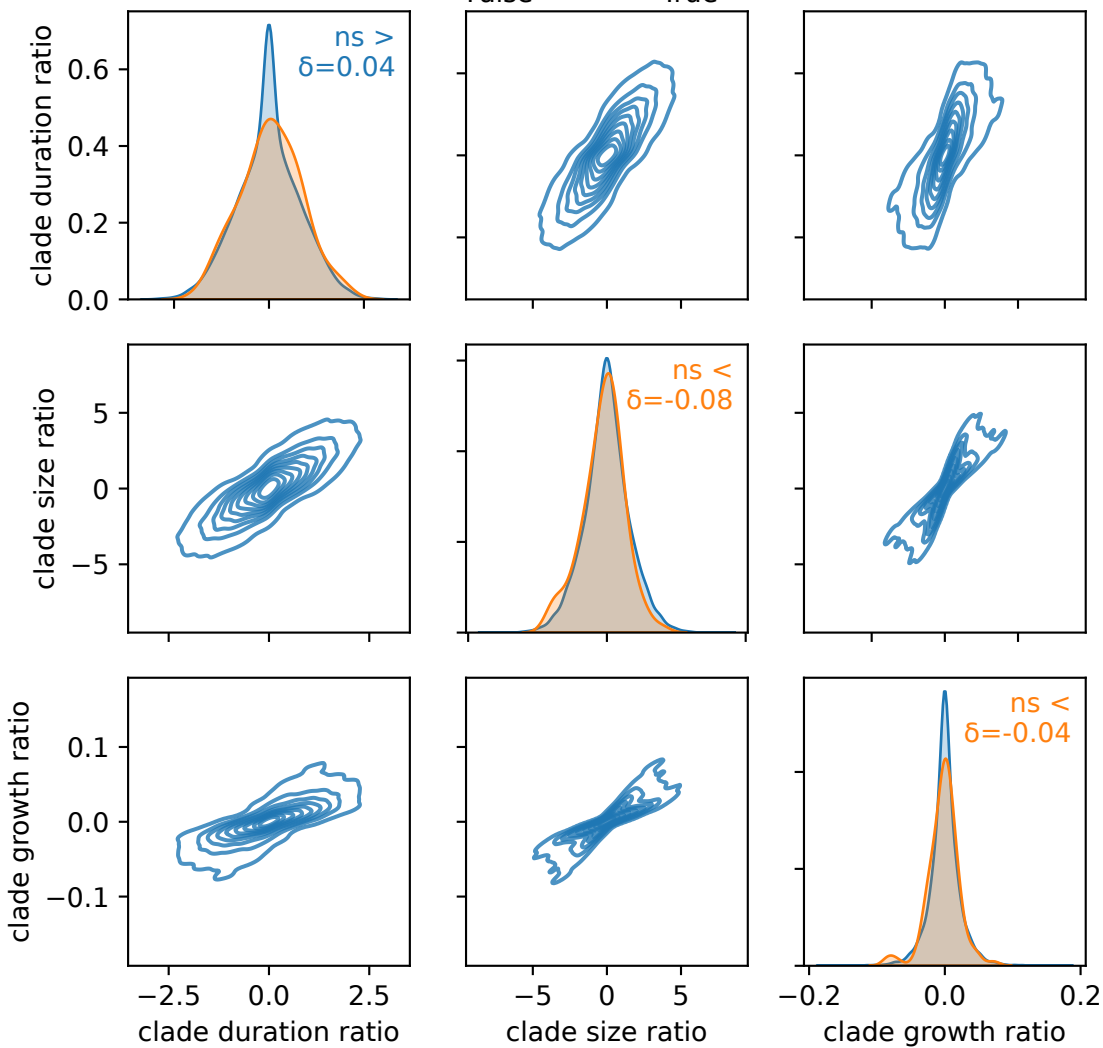 ns >
δ=0.04
clade duration ratio
0.6
0.4
0.2
0.0
ns <
δ=-0.08
clade size ratio
5
0
−5
ns <
δ=-0.04
clade growth ratio
0.1
0.0
−0.1
−2.5 0.0 2.5
−5 0 5
−0.2 0.0 0.2
clade duration ratio
clade size ratio
clade growth ratio